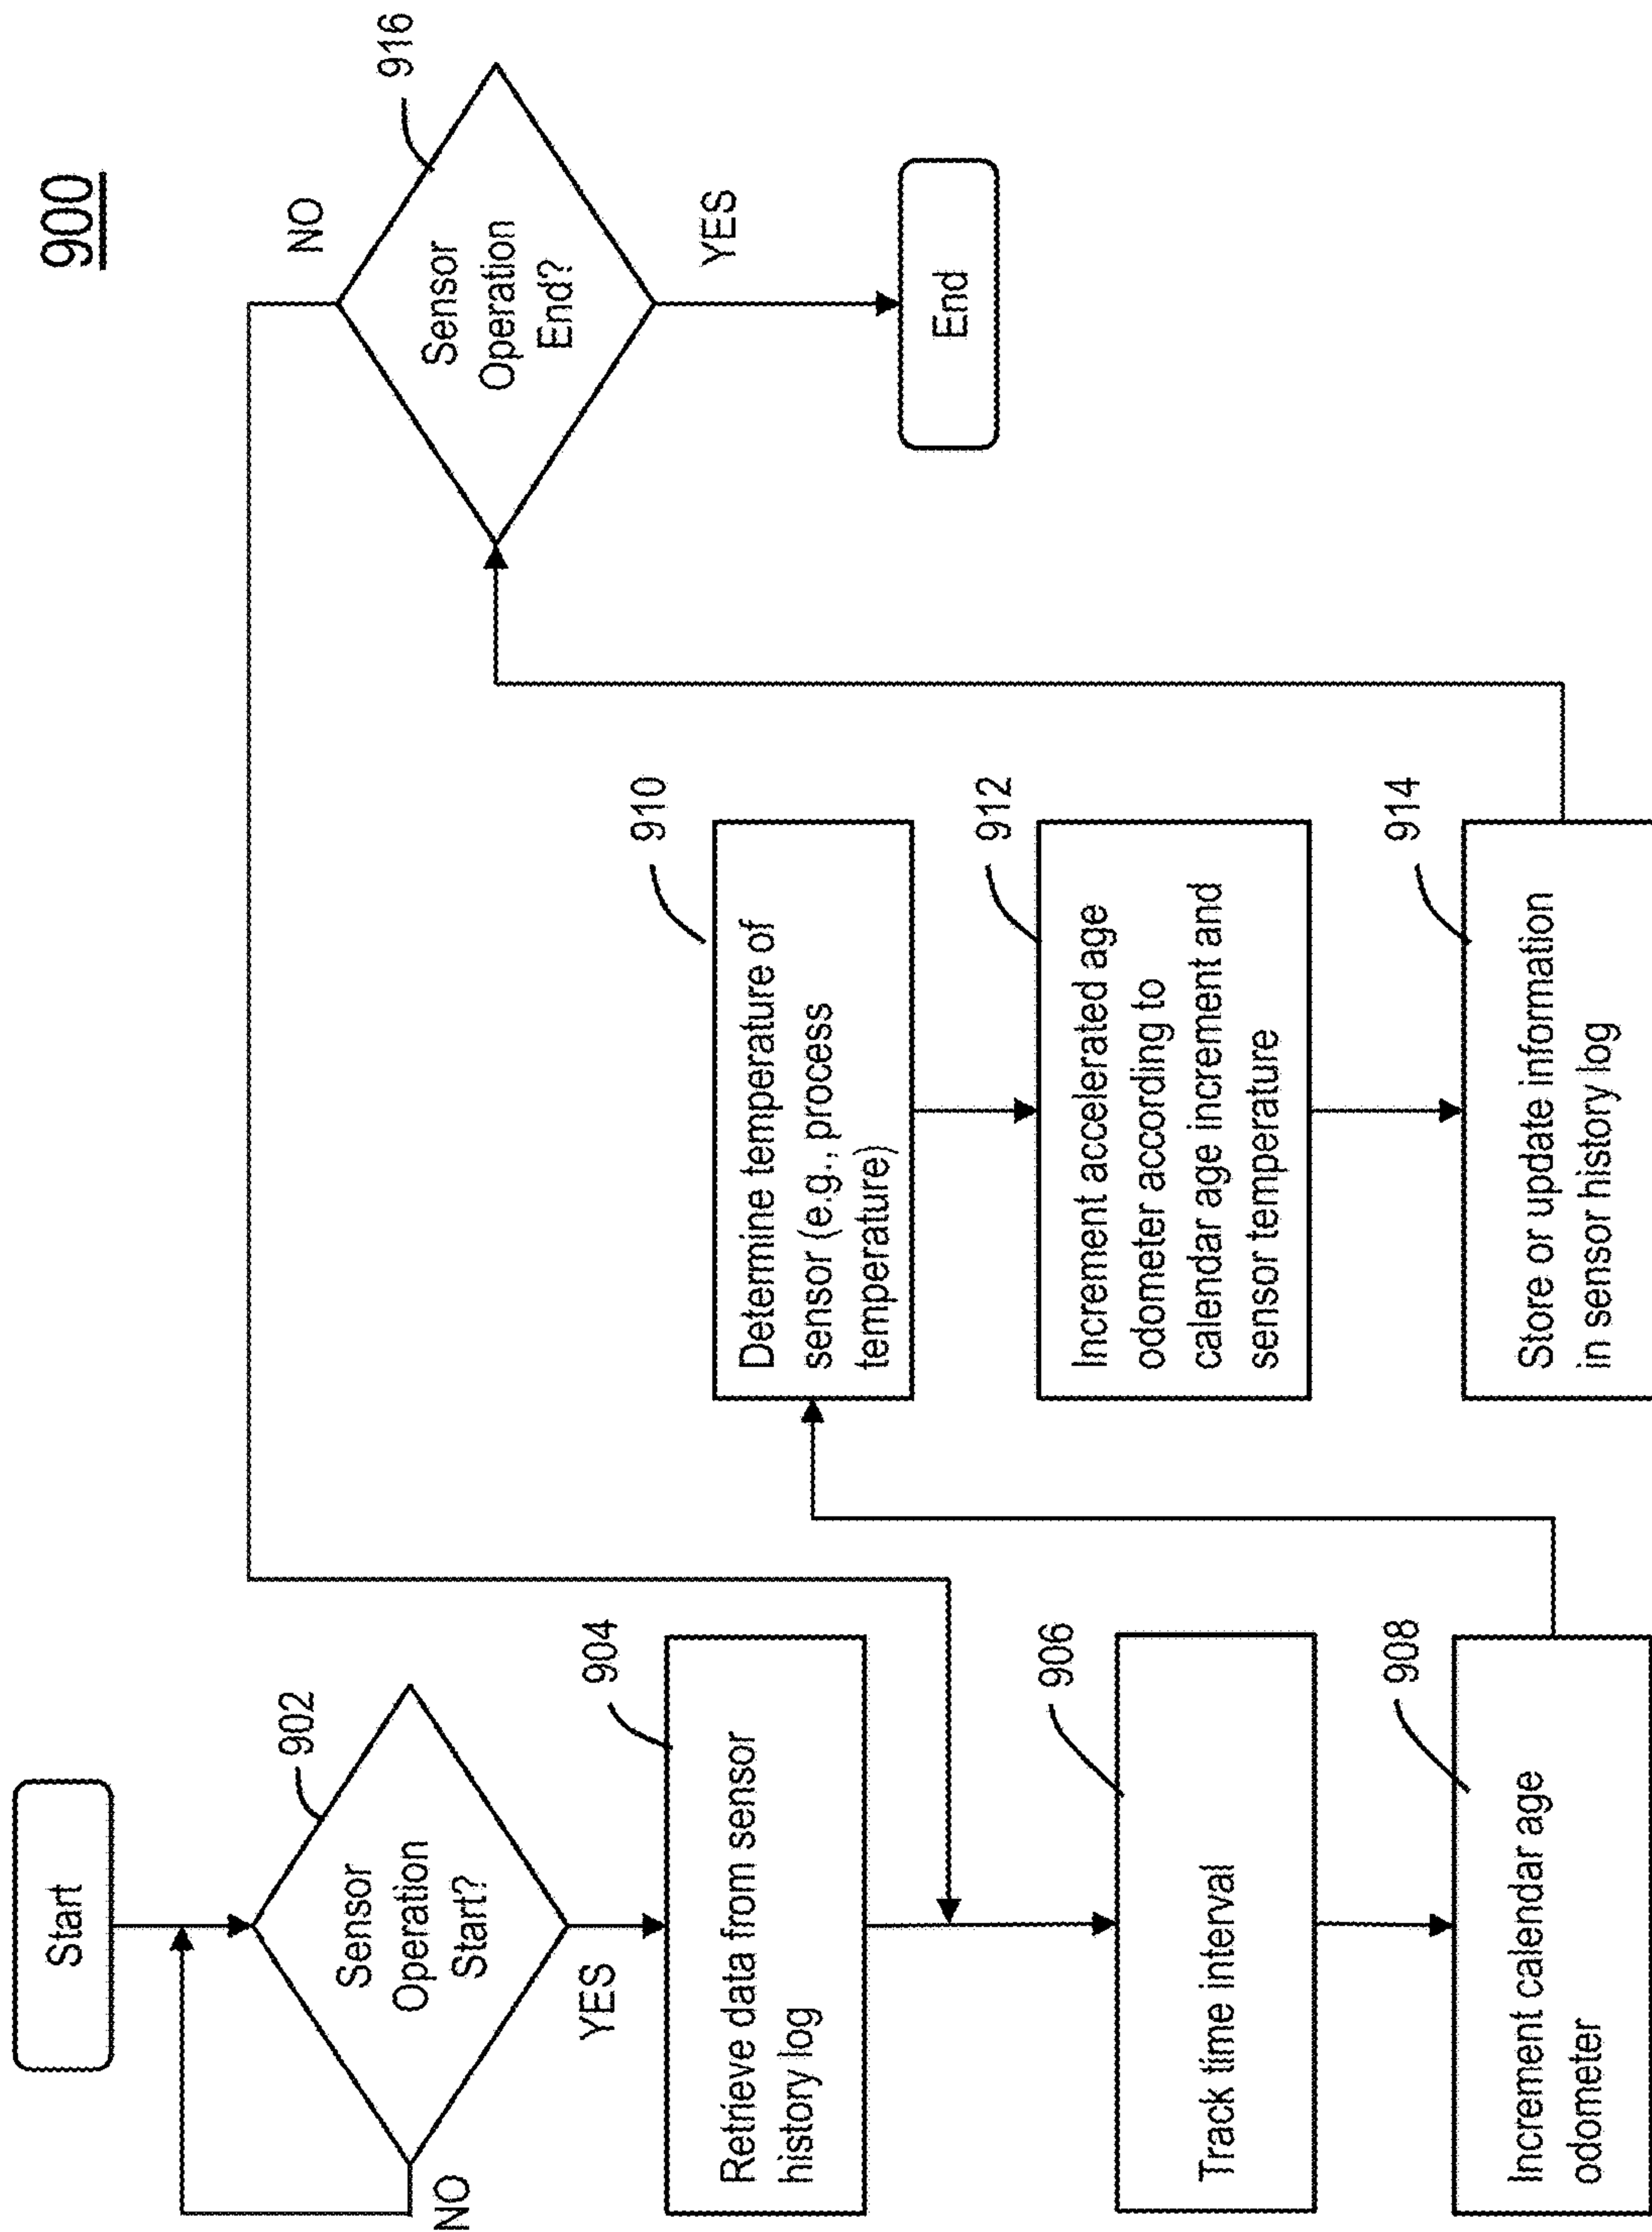 900
Start
902
Sensor
Operation
Start?
NO
YES
904
Retrieve data from sensor
history log
906
Track time interval
908
Increment calendar age
odometer
910
Determine temperature of
sensor (e.g., process
temperature)
912
Increment accelerated age
odometer according to
calendar age increment and
sensor temperature
914
Store or update information
in sensor history log
916
Sensor
Operation
End?
NO
YES
End